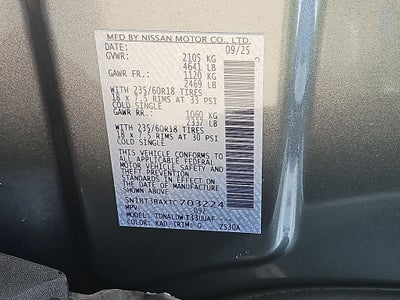 MFD BY NISSAN MOTOR CO., LTD.
DATE: 09/25
GVWR: 2105 KG
4641 LB
GAWR FR.: 1120 KG
2469 LB
WITH 235/60R18 TIRES
18 x 7.5 RIMS AT 33 PSI
COLD SINGLE
GAWR RR.: 1060 KG
2337 LB
WITH 235/60R18 TIRES
18 x 7.5 RIMS AT 30 PSI
COLD SINGLE
THIS VEHICLE CONFORMS TO ALL
APPLICABLE FEDERAL MOTOR
VEHICLE SAFETY AND THEFT PREVENTION
STANDARDS IN EFFECT ON THE DATE OF
MANUFACTURE SHOWN ABOVE.
703224
MPV
MODEL:
COLOR: KAD TRIM: G